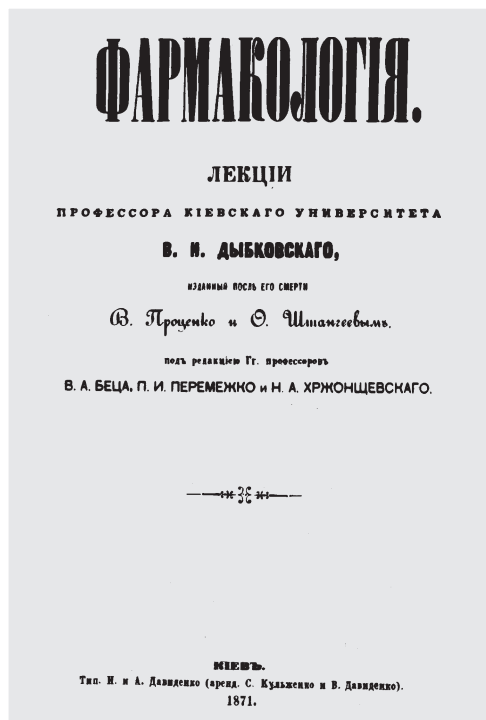 ФАРМАКОЛОГІЯ.
ЛЕКЦІИ
ПРОФЕССОРА КІЕВСКАГО УНИВЕРСИТЕТА
В. И. ДЫБКОВСКАГО,
ИЗДАННЫЙ ПОСЛѢ ЕГО СМЕРТИ
В. Проценко и Ѳ. Штангеевымъ.
подъ редакціею Гг. профессоровъ
В. А. БЕЦА, П. И. ПЕРЕМЕЖКО и Н. А. ХРЖОНЩЕВСКАГО.
КІЕВЪ.
Тип. И. и А. Давиденко (аренд. С. Кульженко и В. Давиденко).
1871.